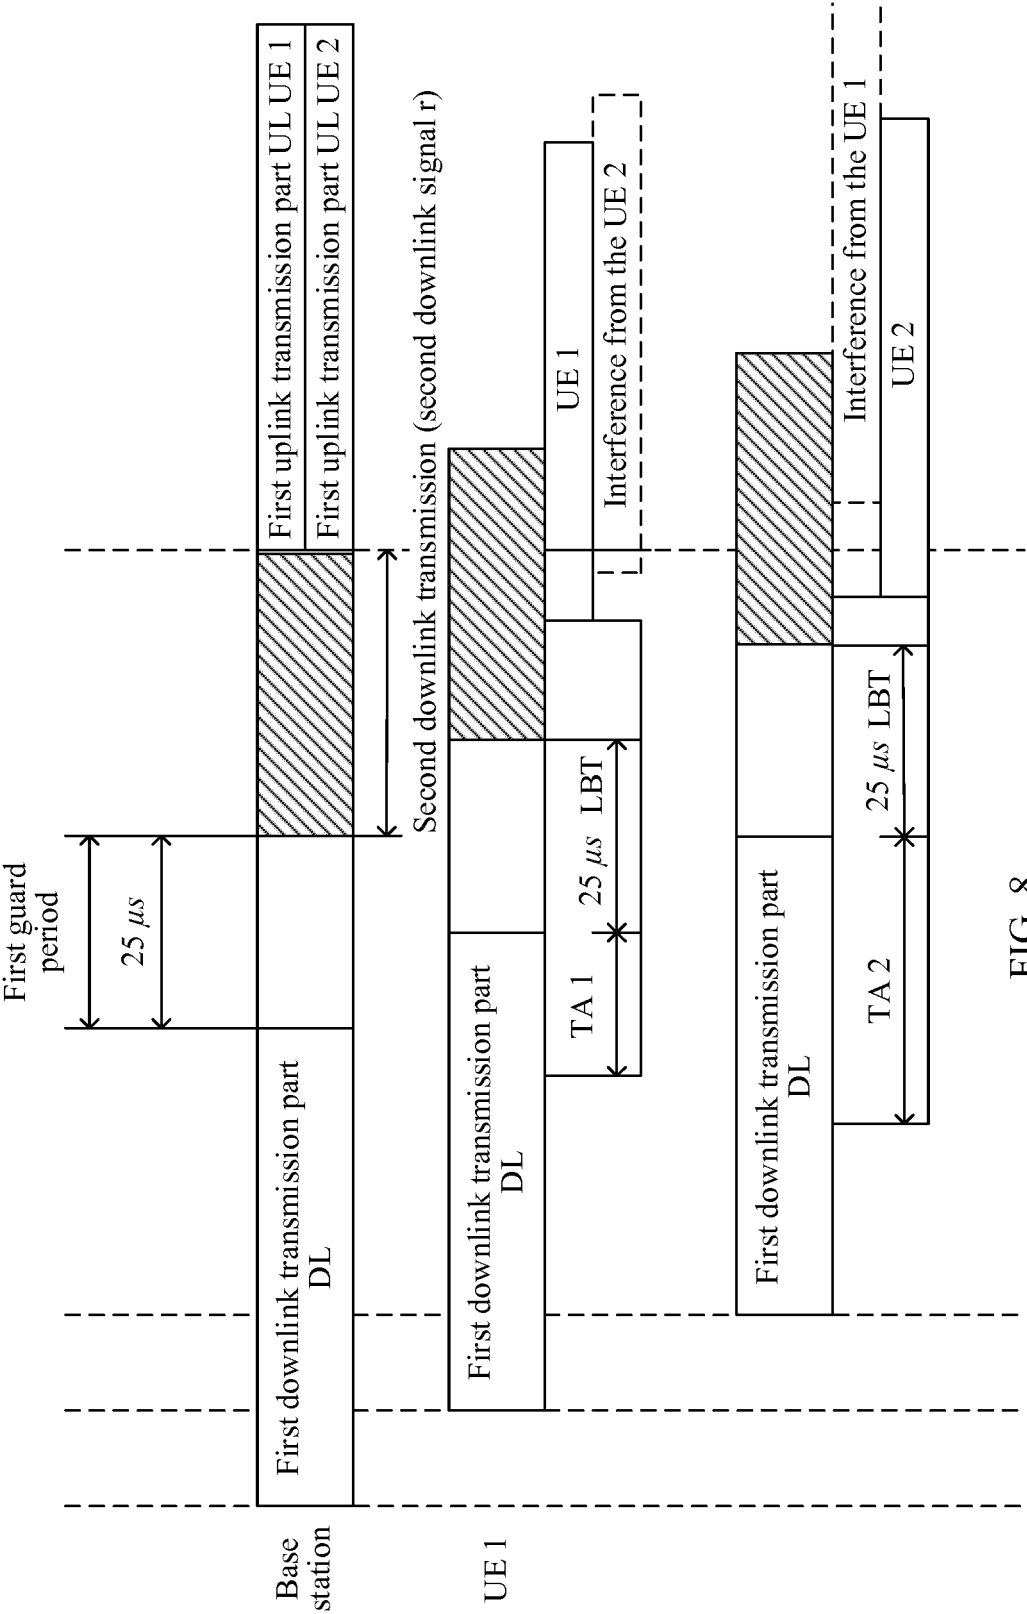 First guard
period
25 μs
Base
station
First downlink transmission part
DL
First uplink transmission part UL UE 1
First uplink transmission part UL UE 2
Second downlink transmission (second downlink signal r)
UE 1
First downlink transmission part
DL
TA 1
25 μs LBT
UE 1
Interference from the UE 2
First downlink transmission part
DL
TA 2
25 μs LBT
Interference from the UE 1
UE 2
FIG. 8